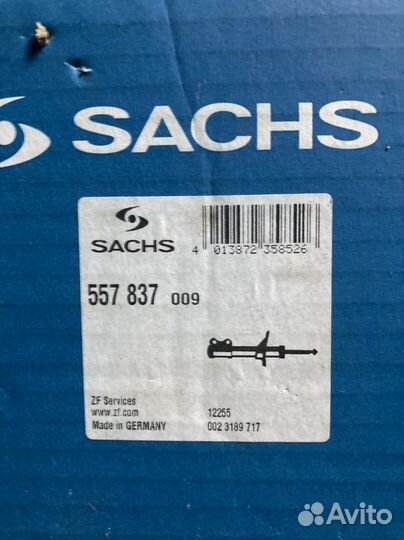 SACHS
SACHS
4 013872 358526
557 837 009
ZF Services
www.zf.com 12255
Made in GERMANY 002 3189 717
Avito